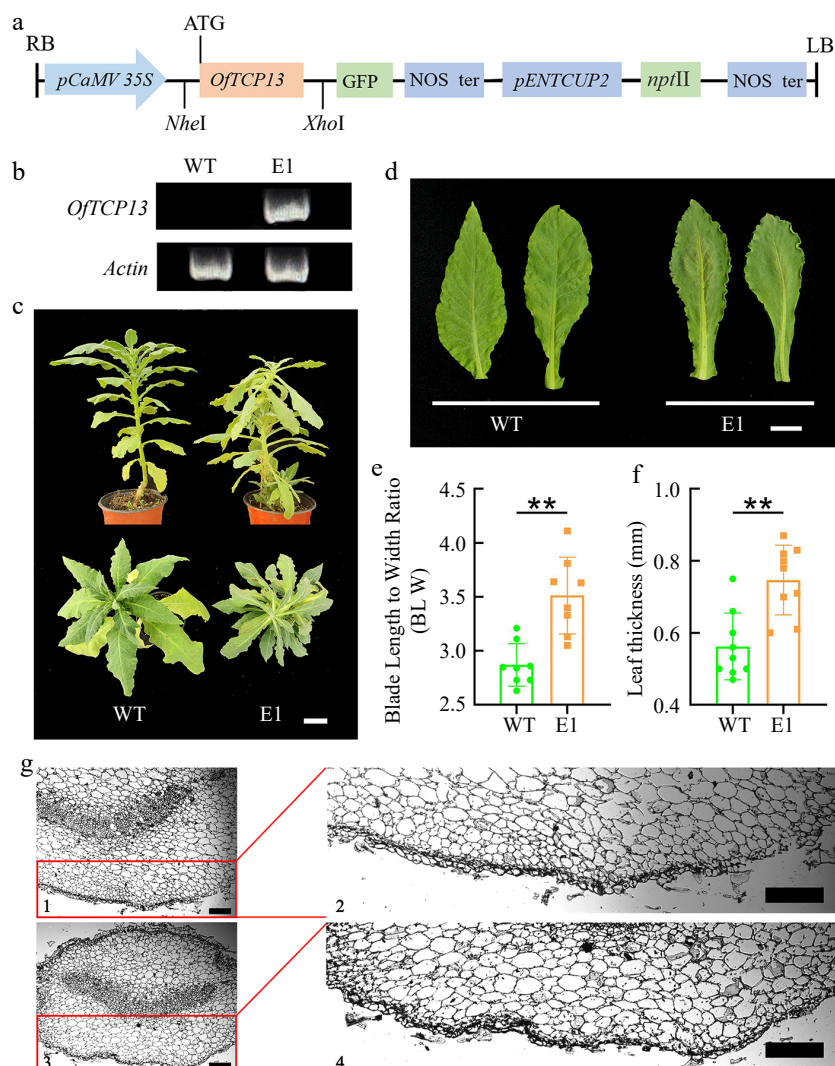 a
RB
ATG
LB
pCaMV 35S
OfTCP13
GFP
NOS ter
pENTCUP2
nptII
NOS ter
NheI
XhoI
b
WT
E1
OfTCP13
Actin
c
WT
E1
d
WT
E1
e
Blade Length to Width Ratio
(BL W)
4.5
4.0
3.5
3.0
2.5
**
WT
E1
f
Leaf thickness (mm)
1.0
0.8
0.6
0.4
**
WT
E1
g
1
2
3
4